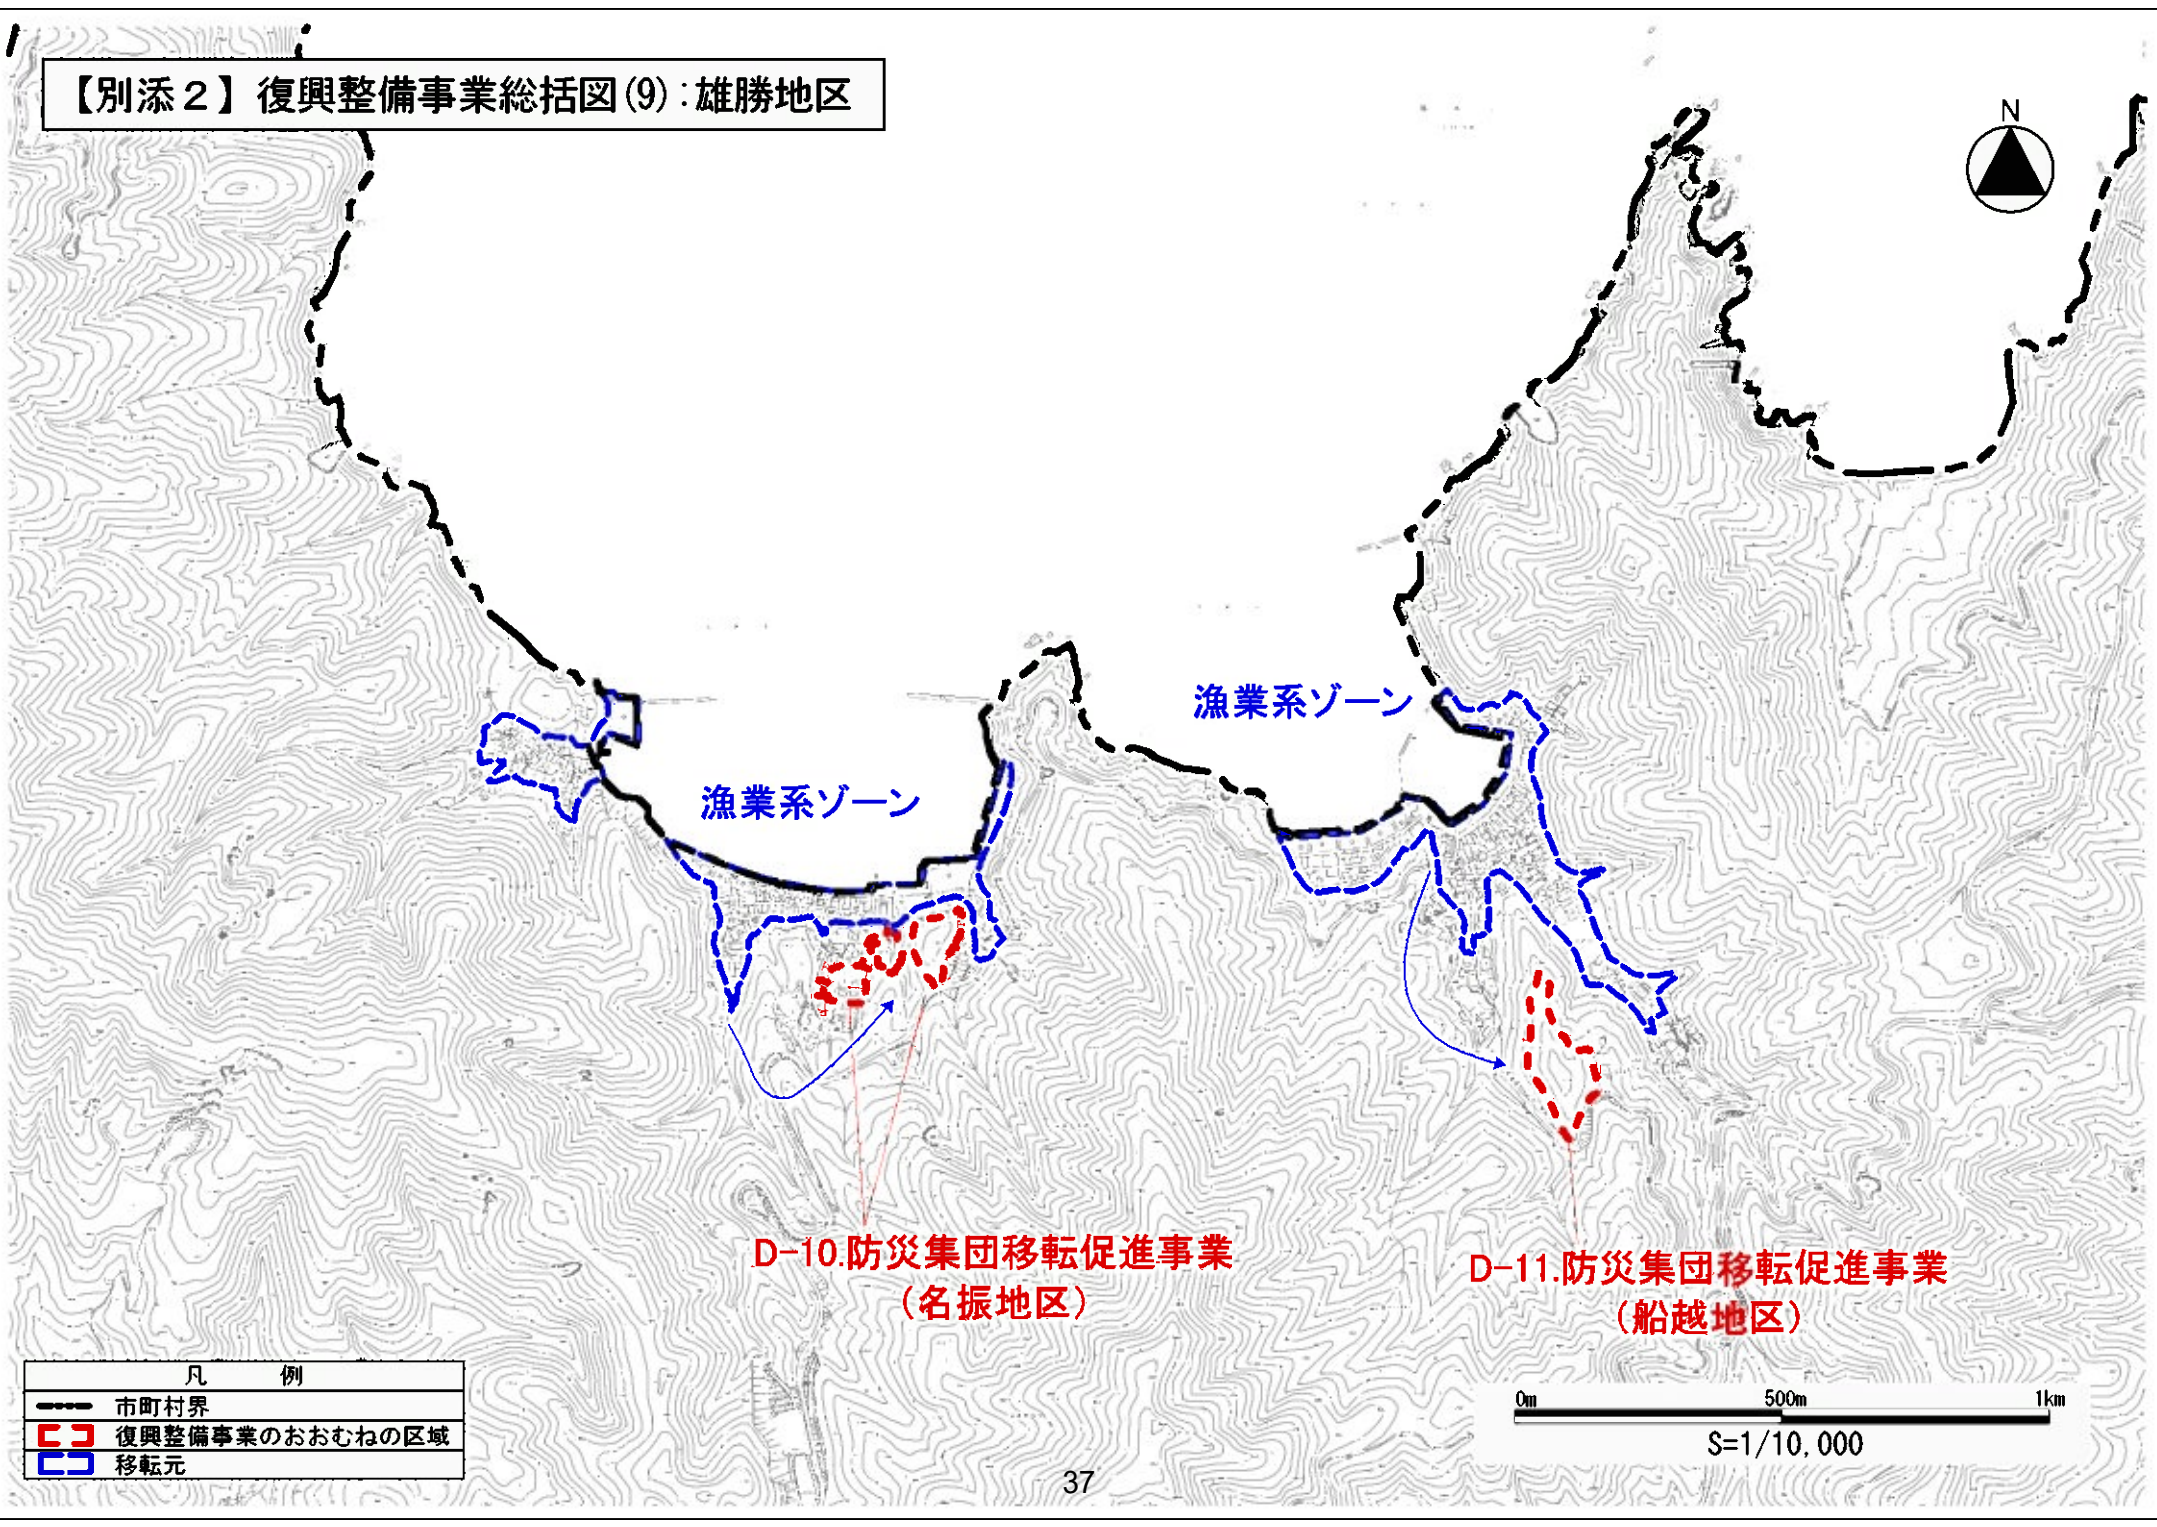 【別添２】復興整備事業総括図(9):雄勝地区
N
漁業系ゾーン
漁業系ゾーン
D-10.防災集団移転促進事業
(名振地区)
D-11.防災集団移転促進事業
(船越地区)
凡 例
市町村界
復興整備事業のおおむねの区域
移転元
0m 500m 1km
S=1/10,000
37